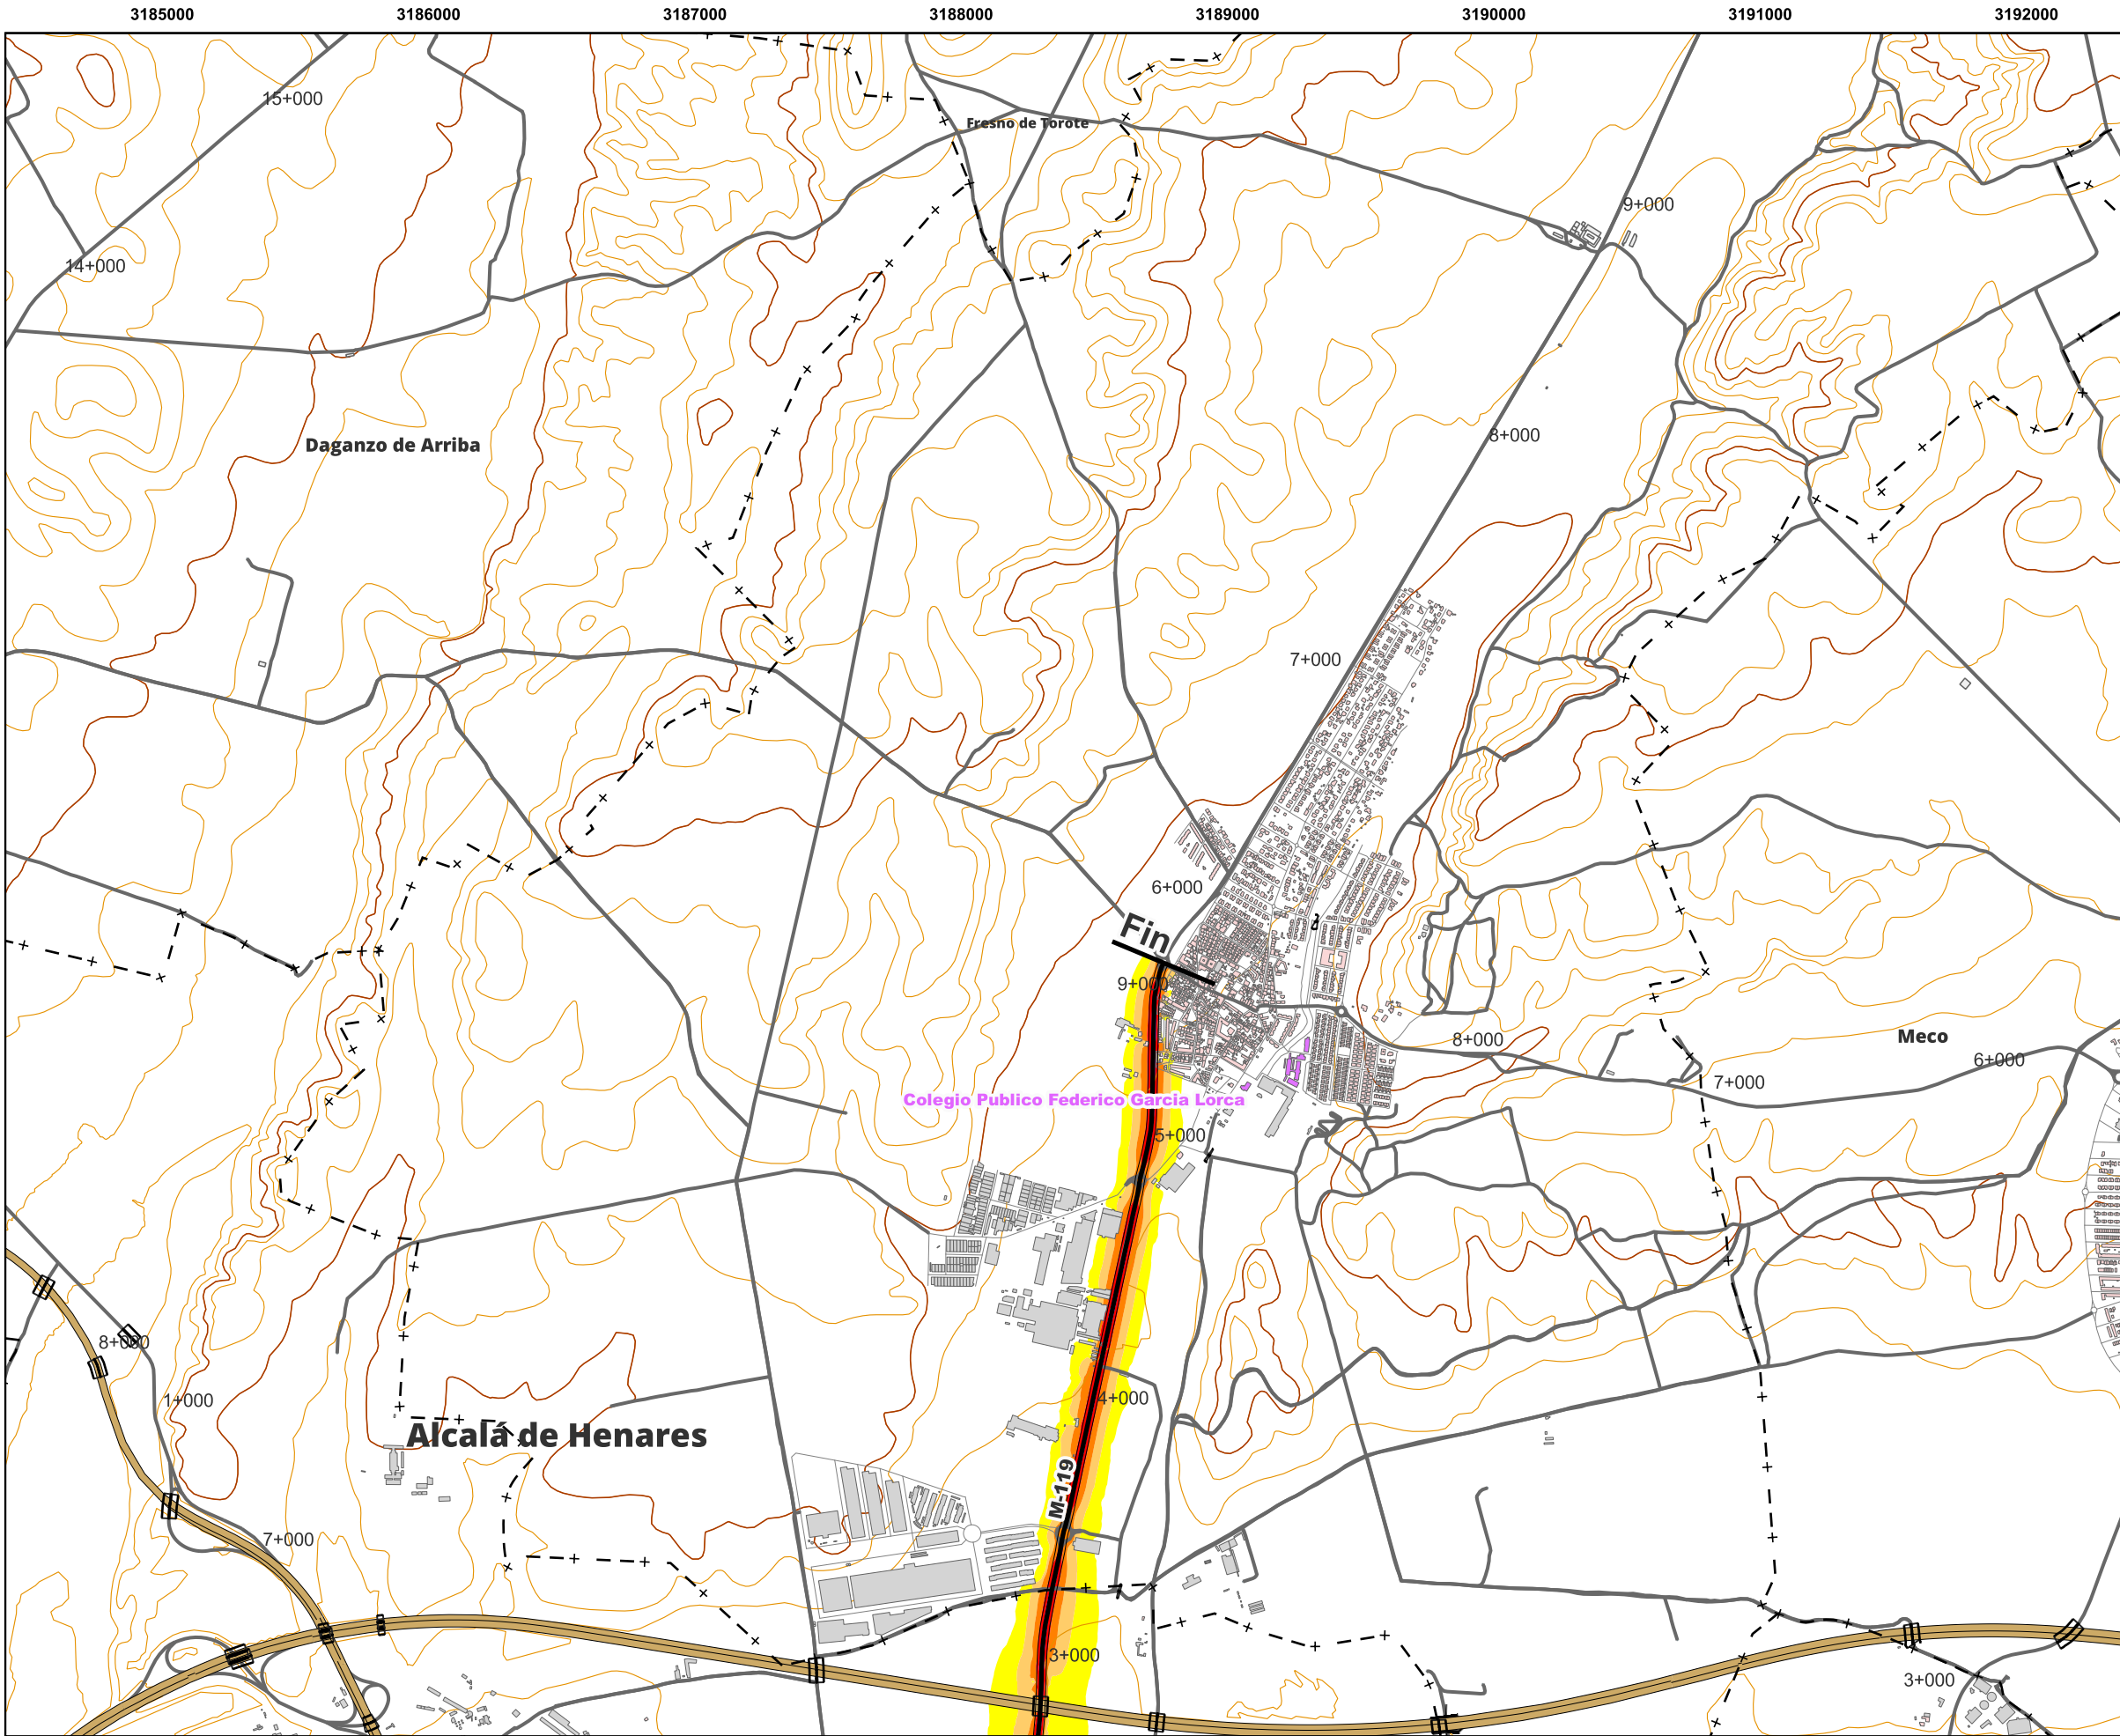 3185000 3186000 3187000 3188000 3189000 3190000 3191000 3192000
15+000
Fresno de Torote
9+000
14+000
8+000
Daganzo de Arriba
7+000
6+000
Fin
9+000
8+000
Meco
6+000
7+000
Colegio Publico Federico Garcia Lorca
5+000
8+000
1+000
4+000
Alcalá de Henares
M-119
7+000
3+000
3+000